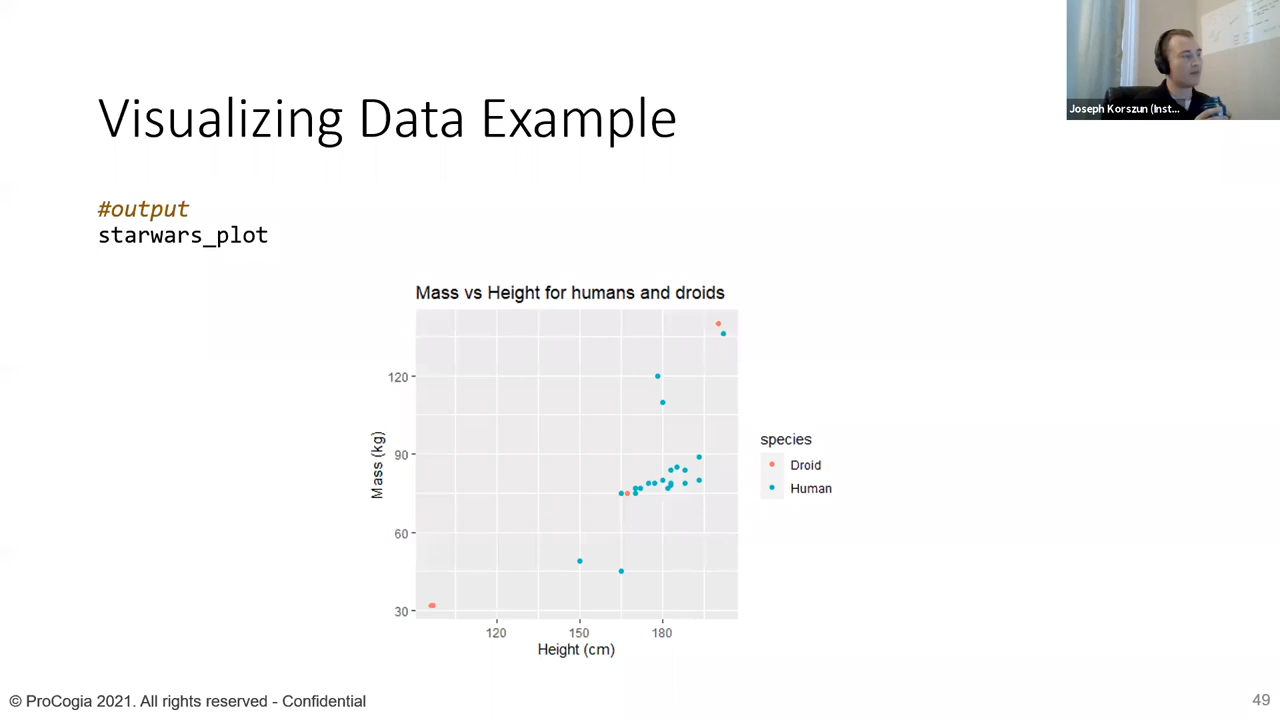 Joseph Korszun (Inst...
Visualizing Data Example
#output
starwars_plot
Mass vs Height for humans and droids
120
90
60
30
Mass (kg)
120 150 180
Height (cm)
species
Droid
Human
© ProCogia 2021. All rights reserved - Confidential
49